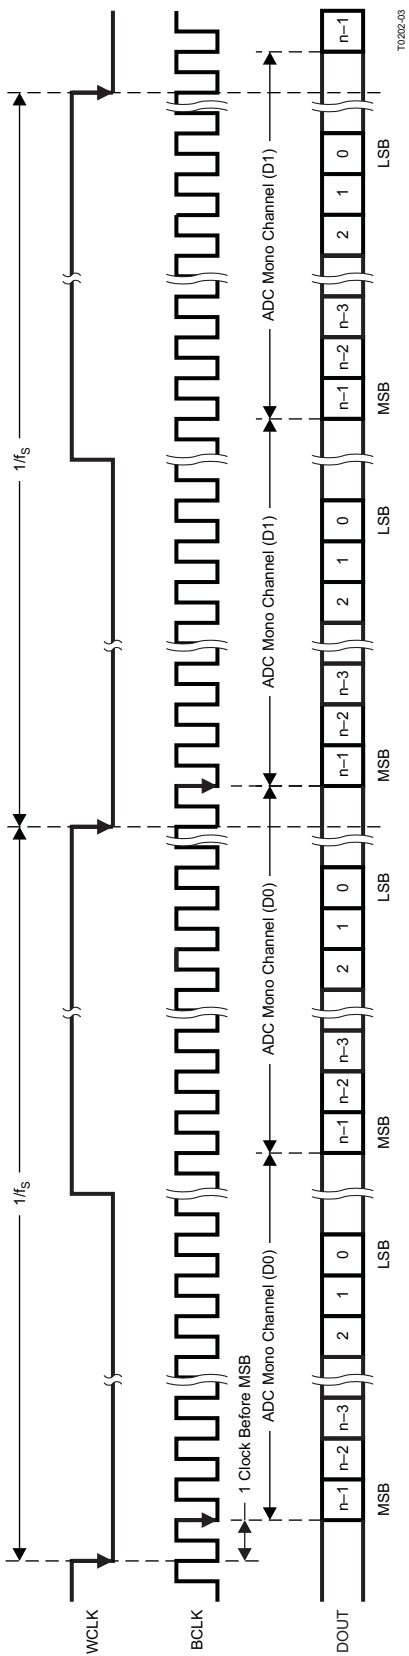 1/fS
1/fS
WCLK
BCLK
1 Clock Before MSB
ADC Mono Channel (D0)
ADC Mono Channel (D0)
ADC Mono Channel (D1)
ADC Mono Channel (D1)
DOUT
n–1 n–2 n–3 2 1 0 n–1 n–2 n–3 2 1 0 n–1 n–2 n–3 2 1 0 n–1 n–2 n–3 2 1 0 n–1
MSB LSB MSB LSB MSB LSB MSB LSB
T0202-03